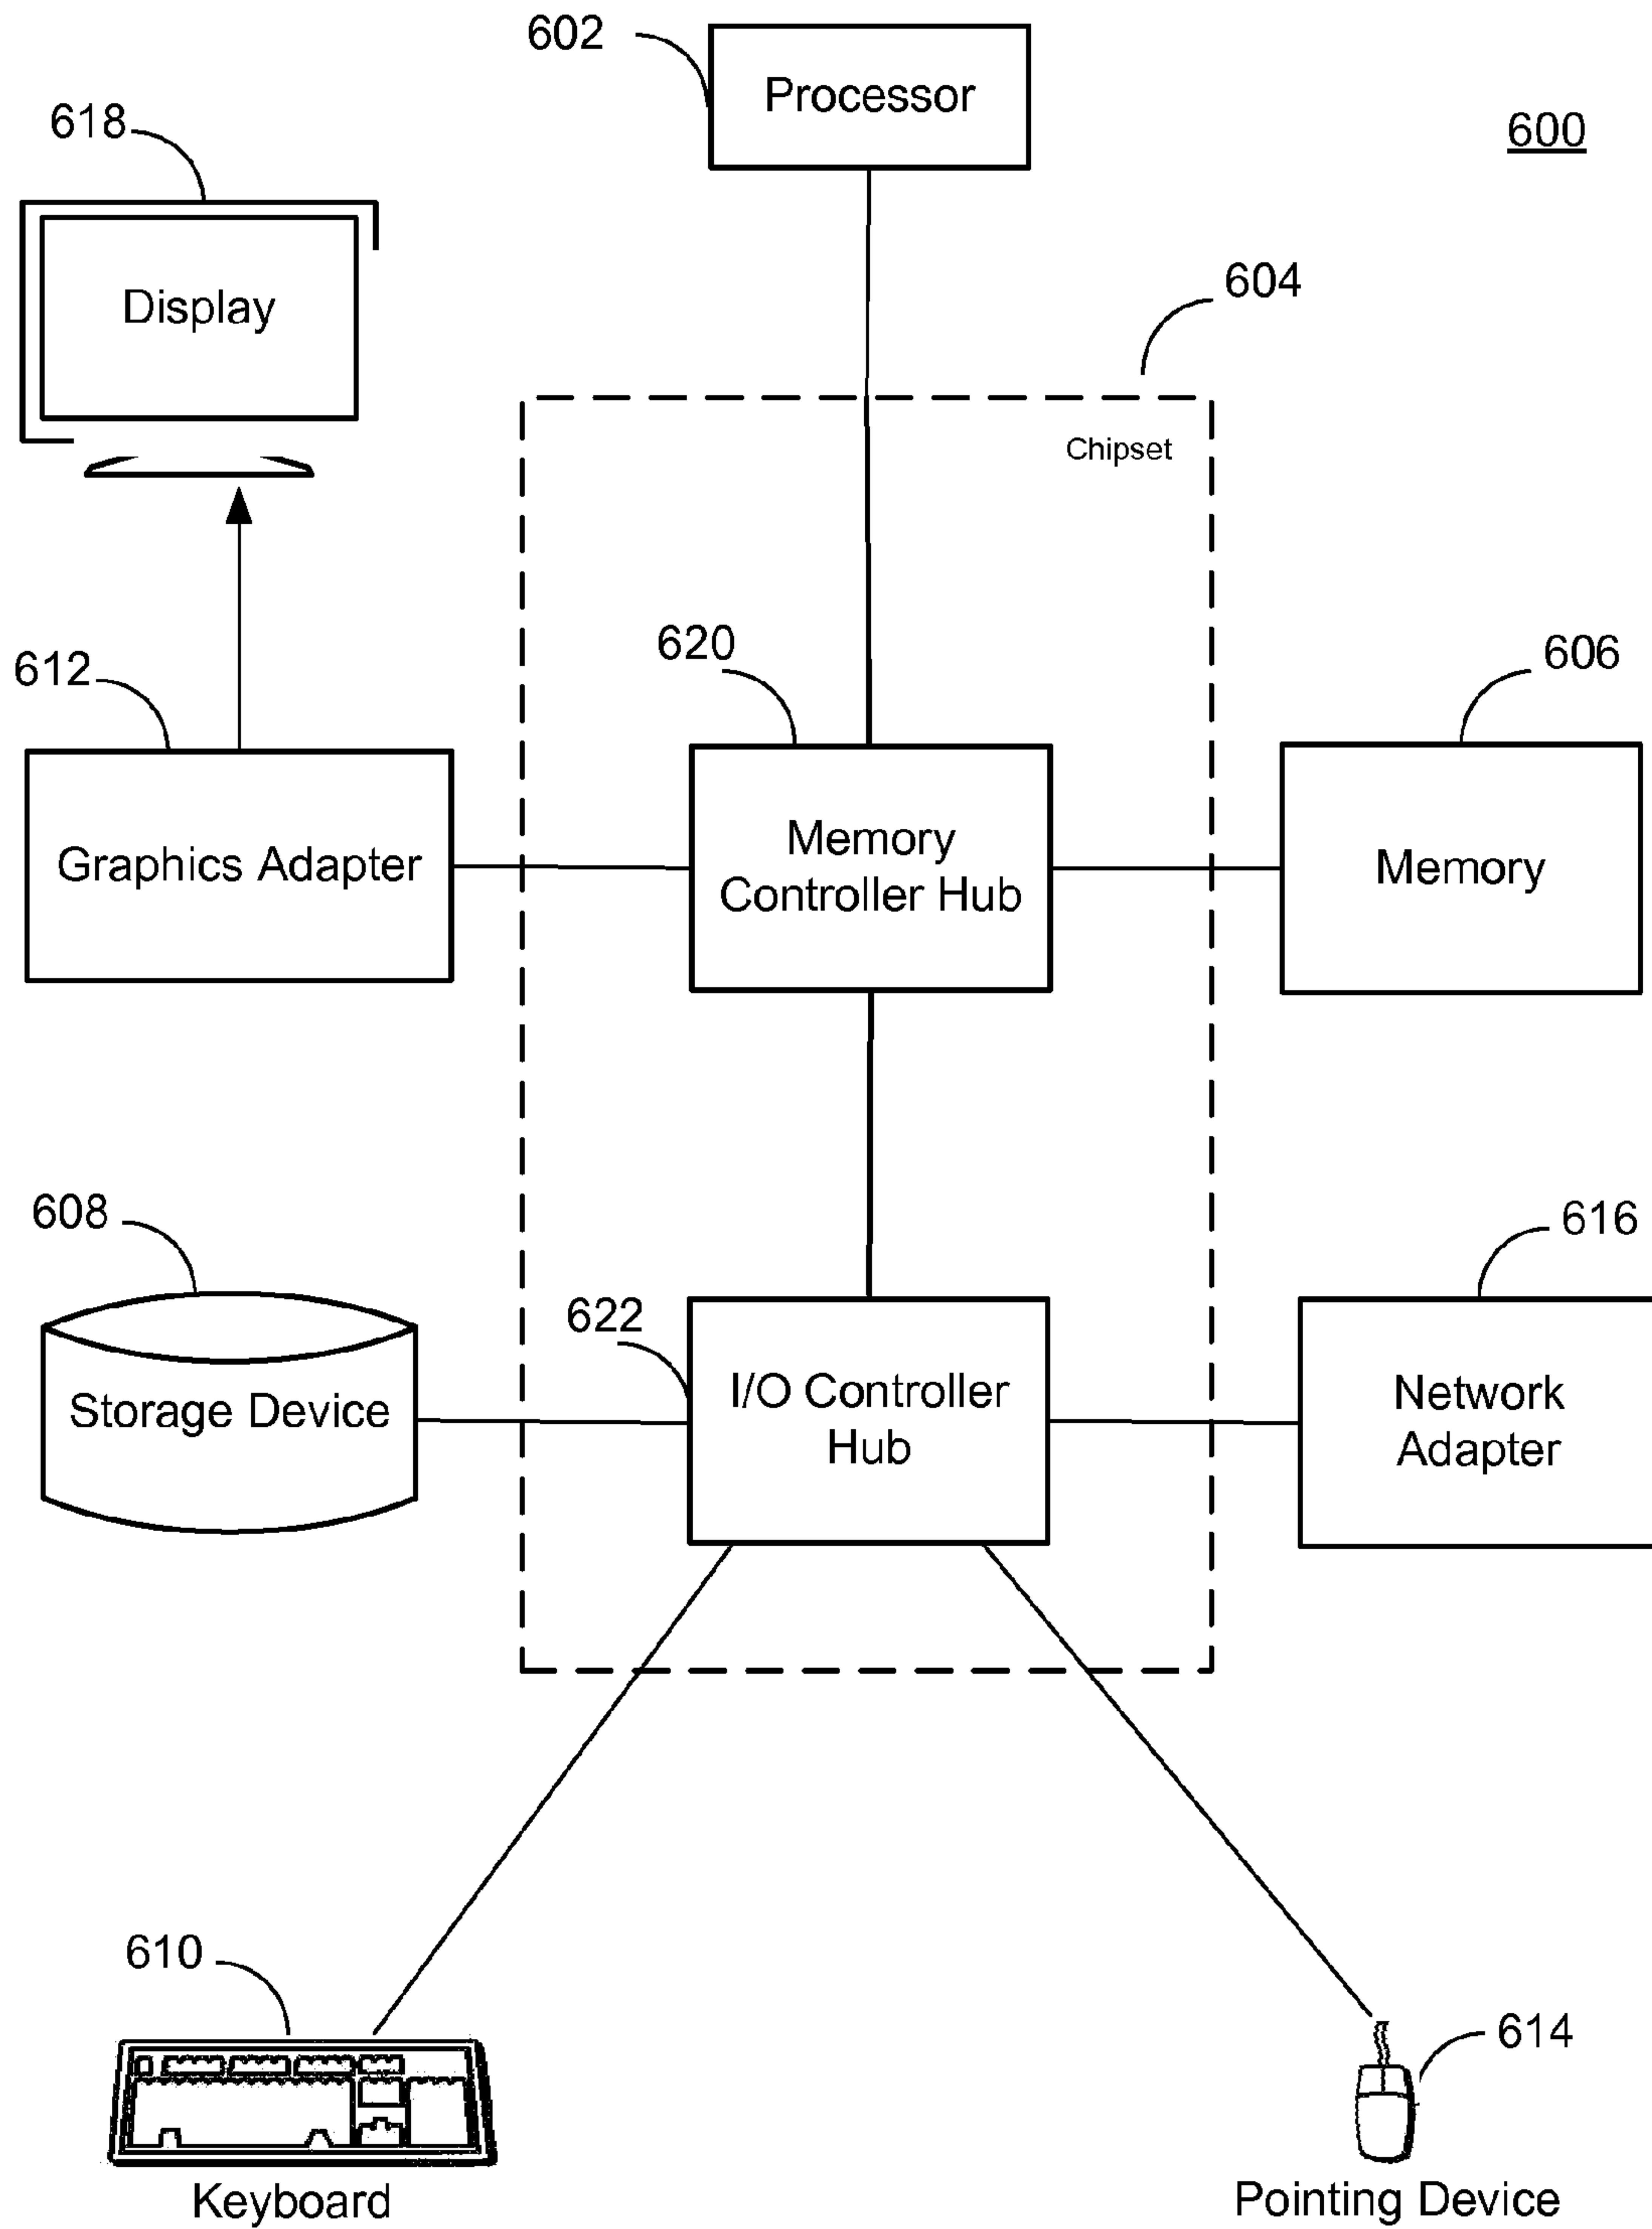 602
Processor
600
618
Display
604
Chipset
612
620
606
Graphics Adapter
Memory
Controller Hub
Memory
608
622
616
Storage Device
I/O Controller
Hub
Network
Adapter
610
614
Keyboard
Pointing Device